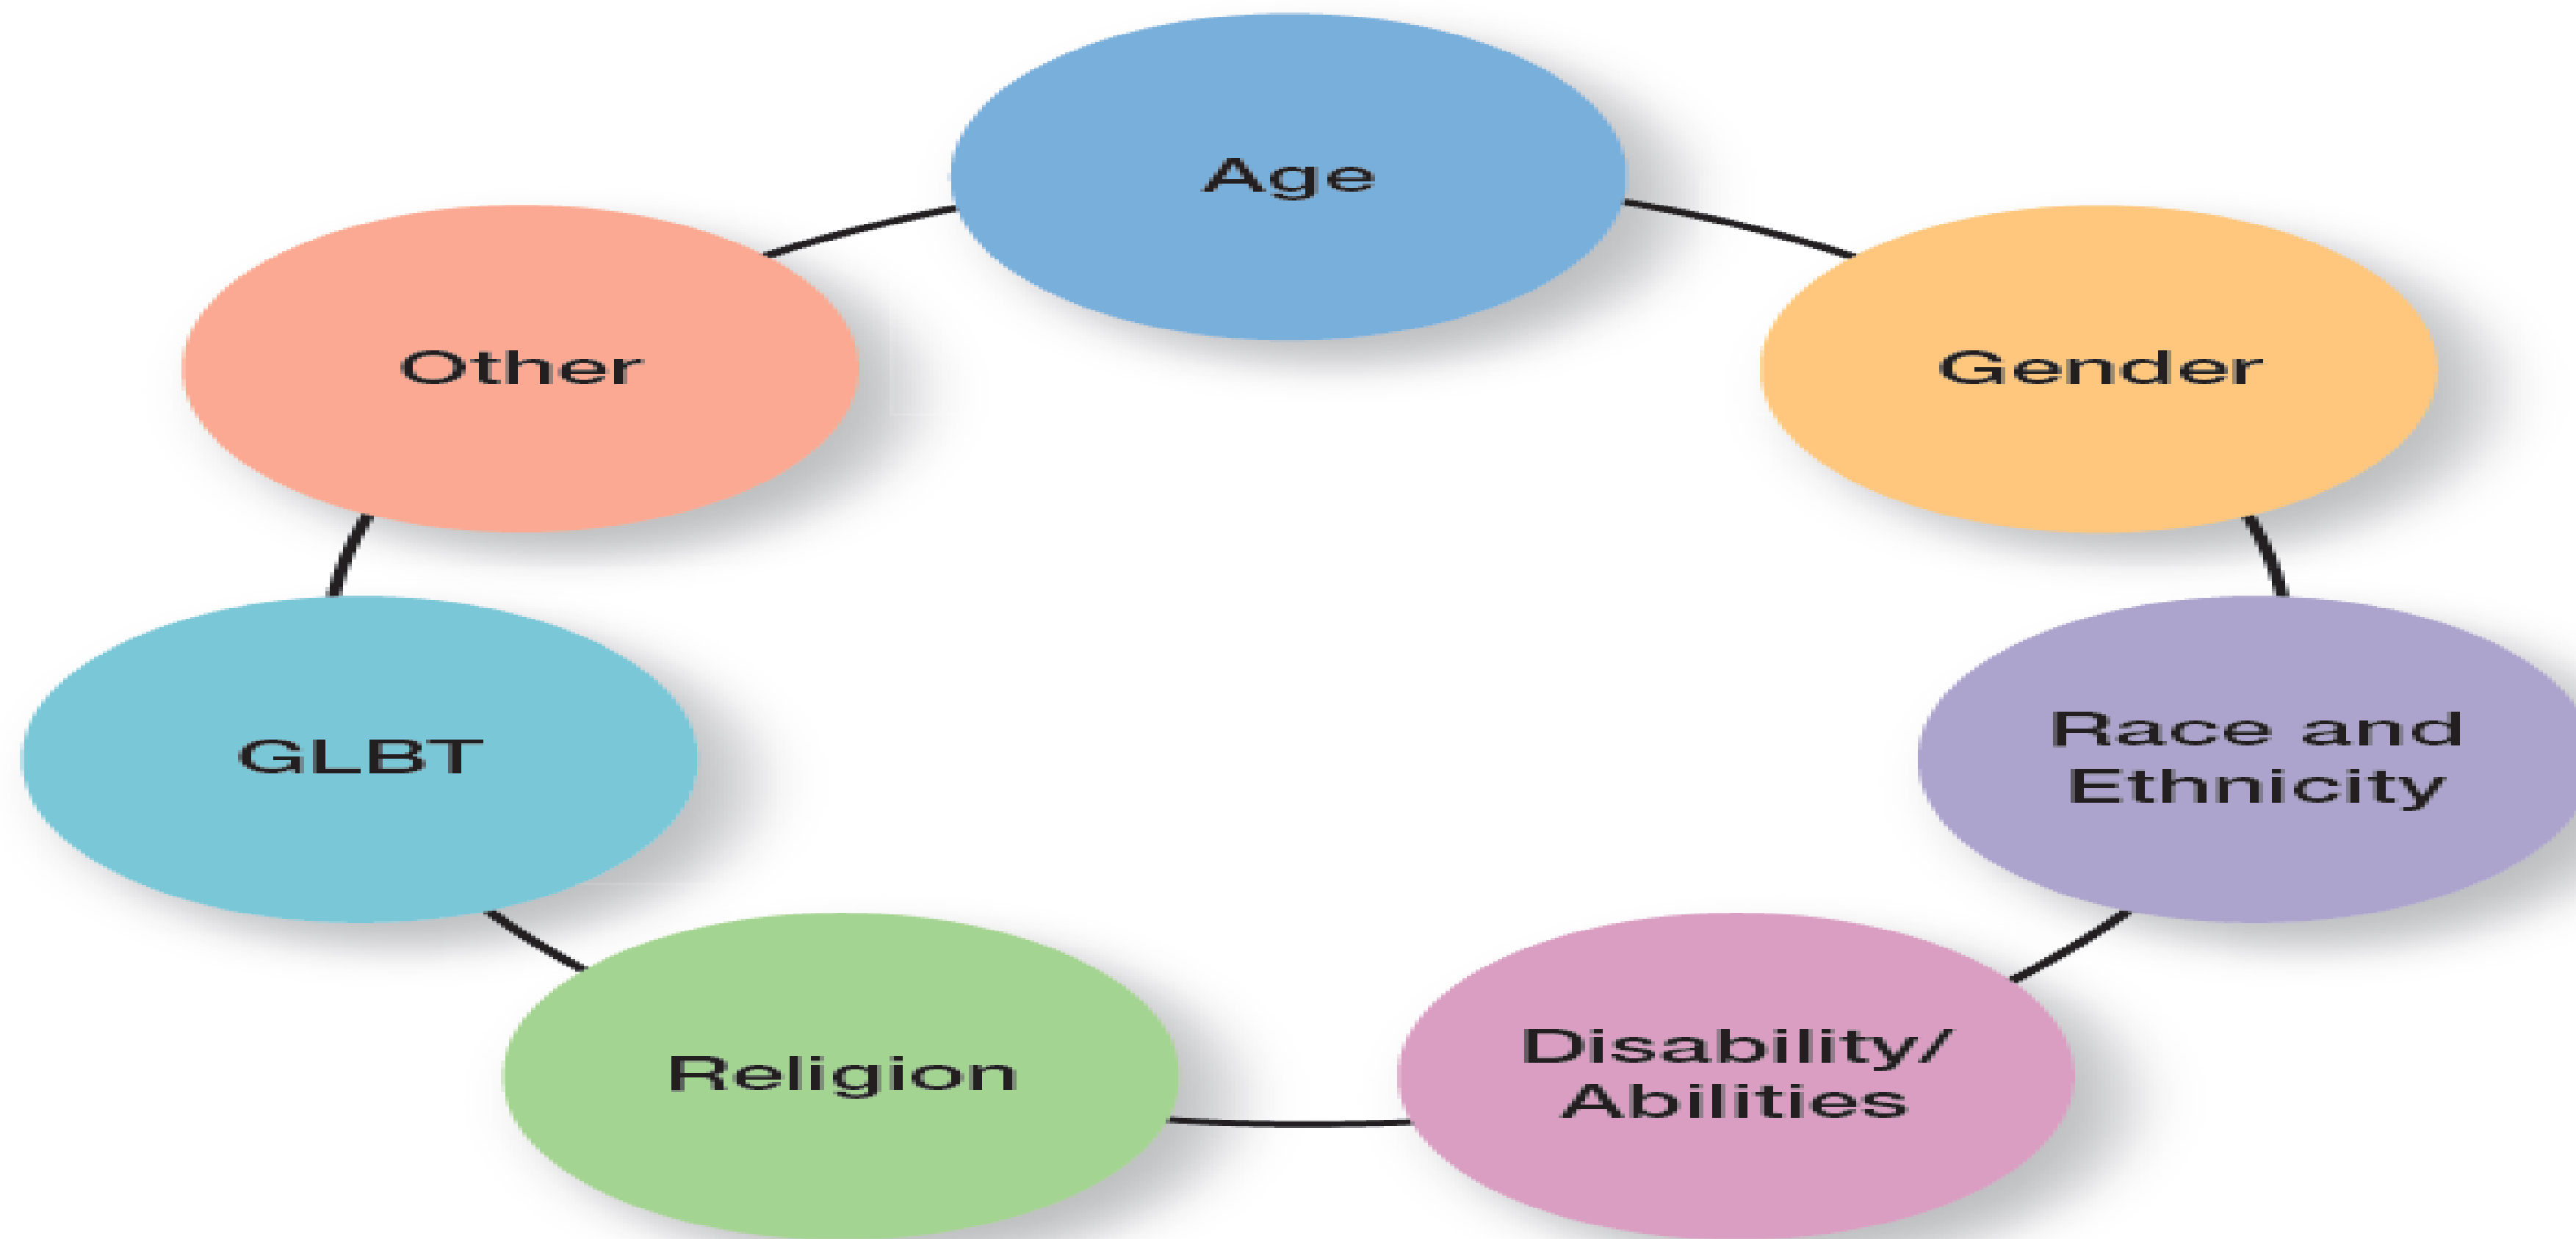 Age
Other
Gender
GLBT
Race and
Ethnicity
Religion
Disability/
Abilities